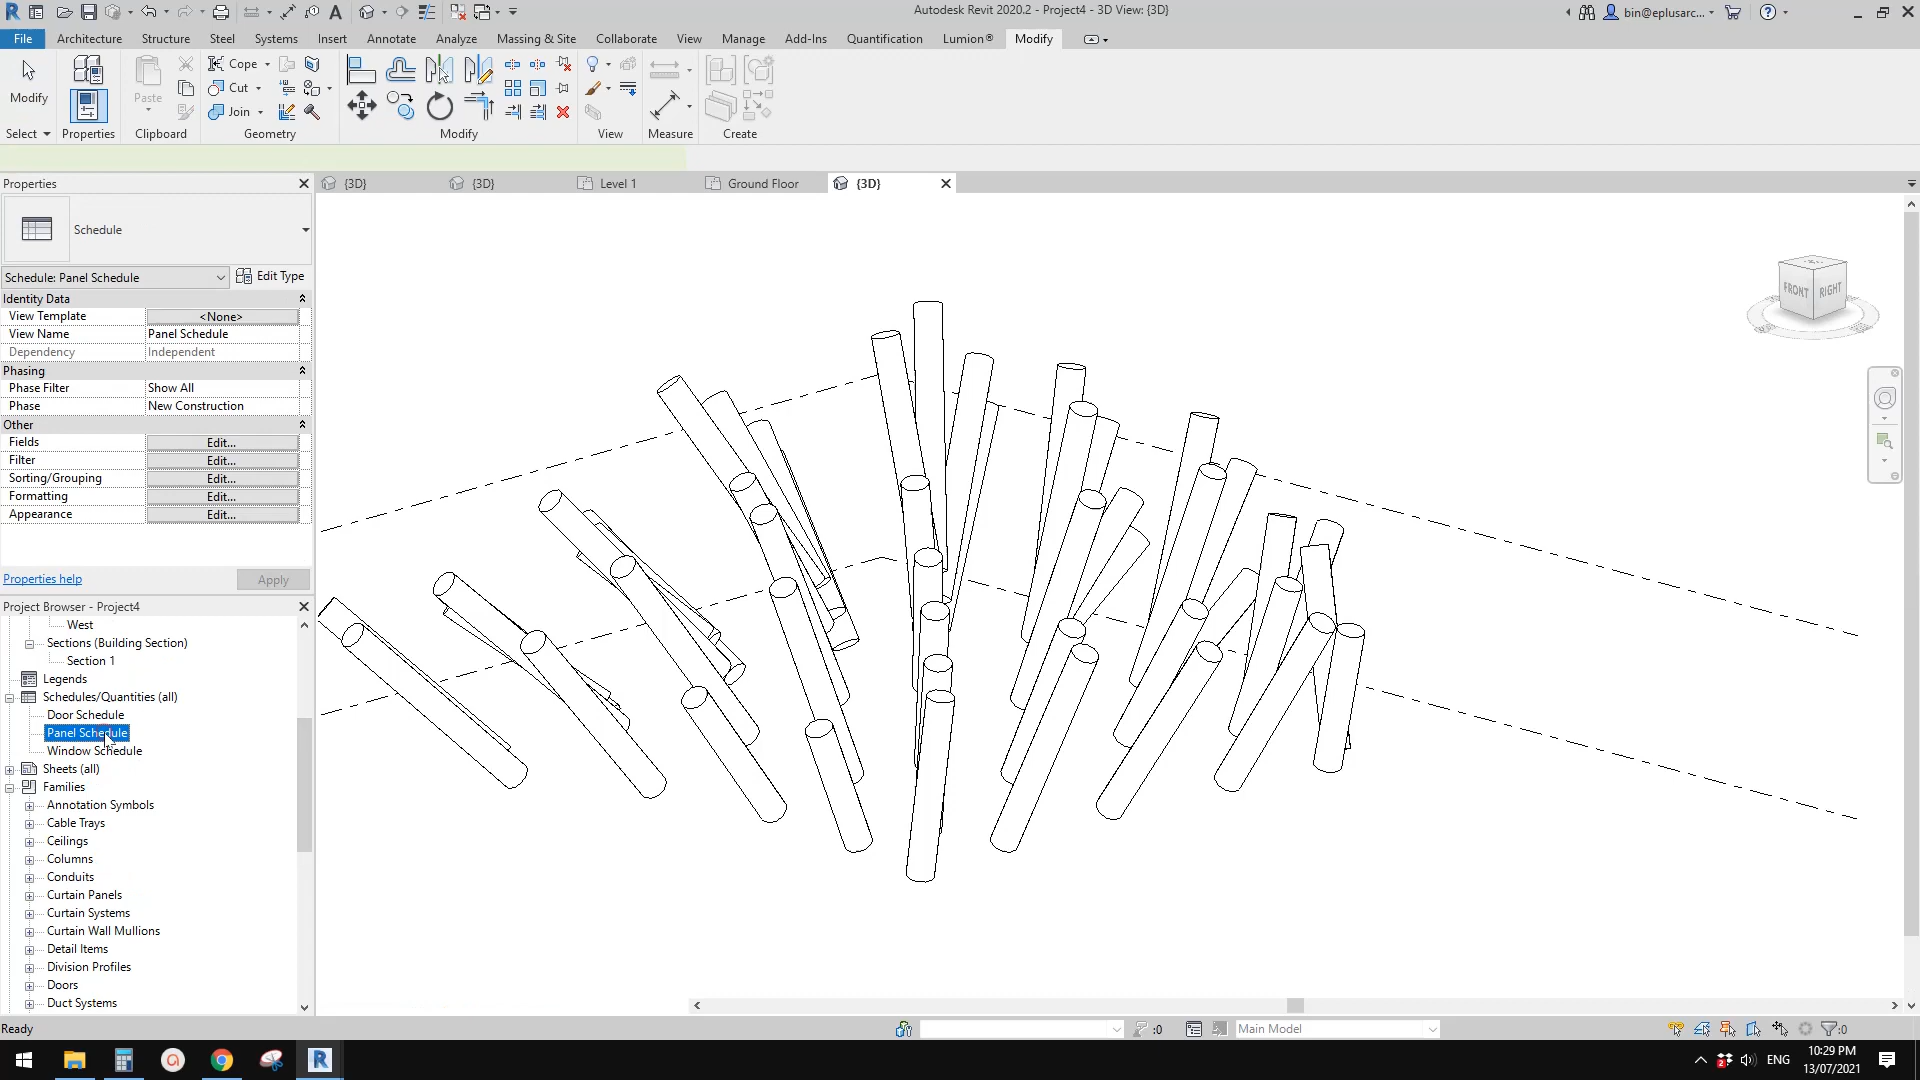 Autodesk Revit 2020.2 - Project4 - 3D View: {3D}
bin@eplusarc...
File Architecture Structure Steel Systems Insert Annotate Analyze Massing & Site Collaborate View Manage Add-Ins Quantification Lumion® Modify
Modify
Paste
Cope
Cut
Join
Select Properties Clipboard Geometry Modify View Measure Create
Properties
{3D} {3D} Level 1 Ground Floor {3D}
Schedule
Schedule: Panel Schedule Edit Type
Identity Data
View Template <None>
View Name Panel Schedule
Dependency Independent
Phasing
Phase Filter Show All
Phase New Construction
Other
Fields Edit...
Filter Edit...
Sorting/Grouping Edit...
Formatting Edit...
Appearance Edit...
Properties help Apply
FRONT RIGHT
Project Browser - Project4
West
Sections (Building Section)
Section 1
Legends
Schedules/Quantities (all)
Door Schedule
Panel Schedule
Window Schedule
Sheets (all)
Families
Annotation Symbols
Cable Trays
Ceilings
Columns
Conduits
Curtain Panels
Curtain Systems
Curtain Wall Mullions
Detail Items
Division Profiles
Doors
Duct Systems
Ready :0 Main Model :0
ENG 10:29 PM
13/07/2021